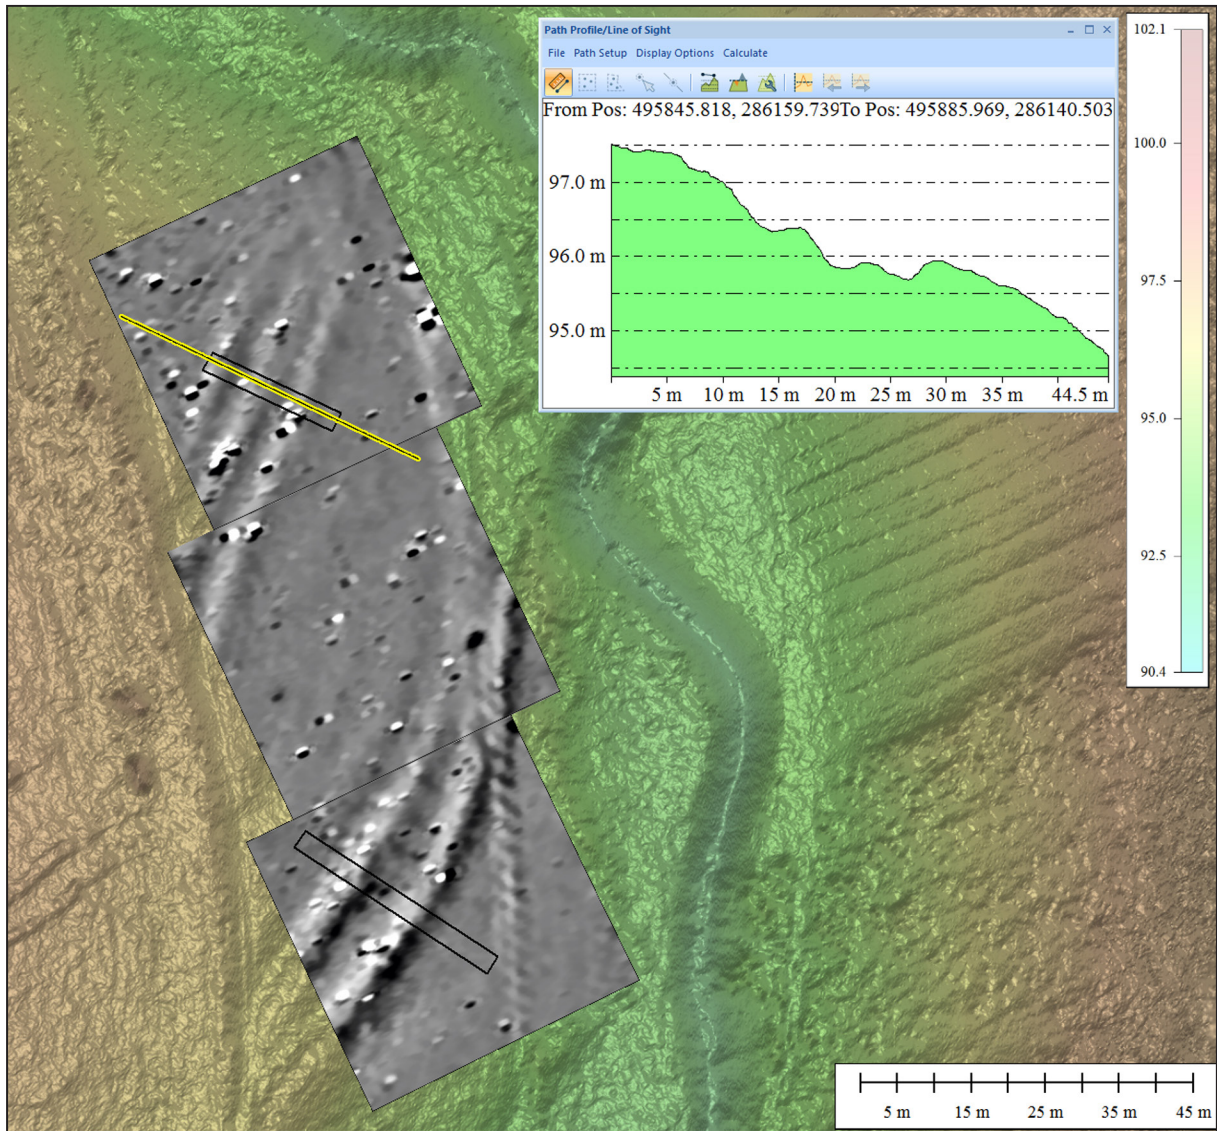 Path Profile/Line of Sight
File Path Setup Display Options Calculate
From Pos: 495845.818, 286159.739To Pos: 495885.969, 286140.503
97.0 m
96.0 m
95.0 m
5 m 10 m 15 m 20 m 25 m 30 m 35 m 44.5 m
102.1
100.0
97.5
95.0
92.5
90.4
5 m 15 m 25 m 35 m 45 m